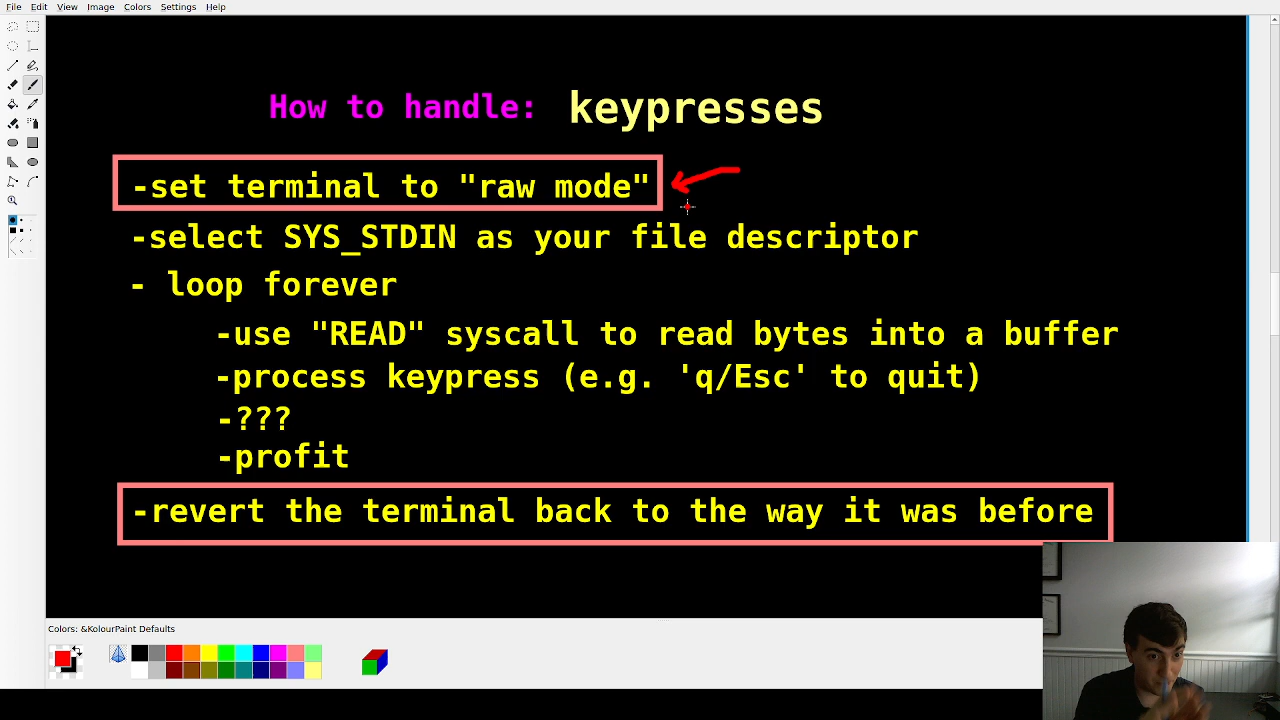 File Edit View Image Colors Settings Help
How to handle: keypresses
-set terminal to "raw mode"
-select SYS_STDIN as your file descriptor
- loop forever
-use "READ" syscall to read bytes into a buffer
-process keypress (e.g. 'q/Esc' to quit)
-???
-profit
-revert the terminal back to the way it was before
Colors: &KolourPaint Defaults